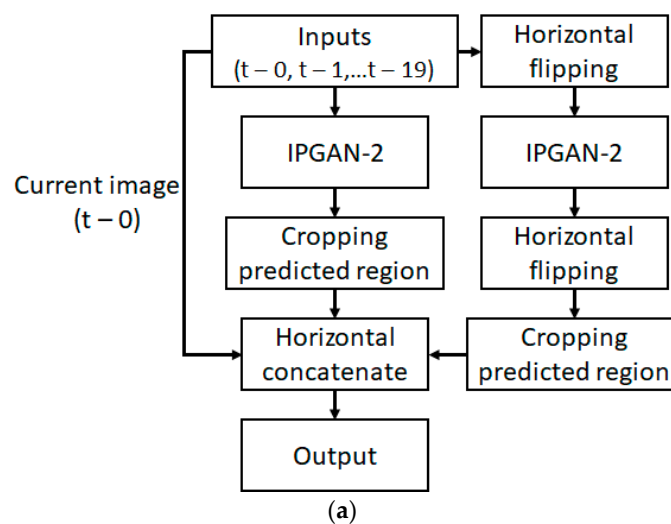 Inputs
(t – 0, t – 1,...t – 19)
Horizontal
flipping
IPGAN-2
IPGAN-2
Current image
(t – 0)
Cropping
predicted region
Horizontal
flipping
Horizontal
concatenate
Cropping
predicted region
Output
(a)